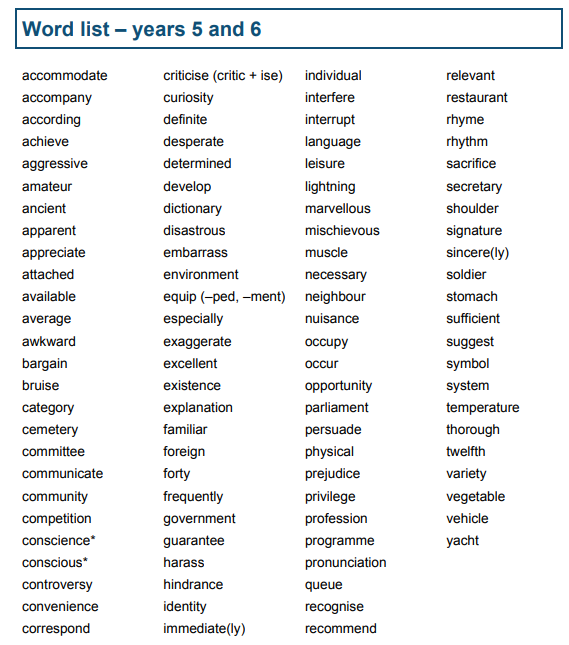 Word list – years 5 and 6
accommodate
accompany
according
achieve
aggressive
amateur
ancient
apparent
appreciate
attached
available
average
awkward
bargain
bruise
category
cemetery
committee
communicate
community
competition
conscience*
conscious*
controversy
convenience
correspond
criticise (critic + ise)
curiosity
definite
desperate
determined
develop
dictionary
disastrous
embarrass
environment
equip (–ped, –ment)
especially
exaggerate
excellent
existence
explanation
familiar
foreign
forty
frequently
government
guarantee
harass
hindrance
identity
immediate(ly)
individual
interfere
interrupt
language
leisure
lightning
marvellous
mischievous
muscle
necessary
neighbour
nuisance
occupy
occur
opportunity
parliament
persuade
physical
prejudice
privilege
profession
programme
pronunciation
queue
recognise
recommend
relevant
restaurant
rhyme
rhythm
sacrifice
secretary
shoulder
signature
sincere(ly)
soldier
stomach
sufficient
suggest
symbol
system
temperature
thorough
twelfth
variety
vegetable
vehicle
yacht